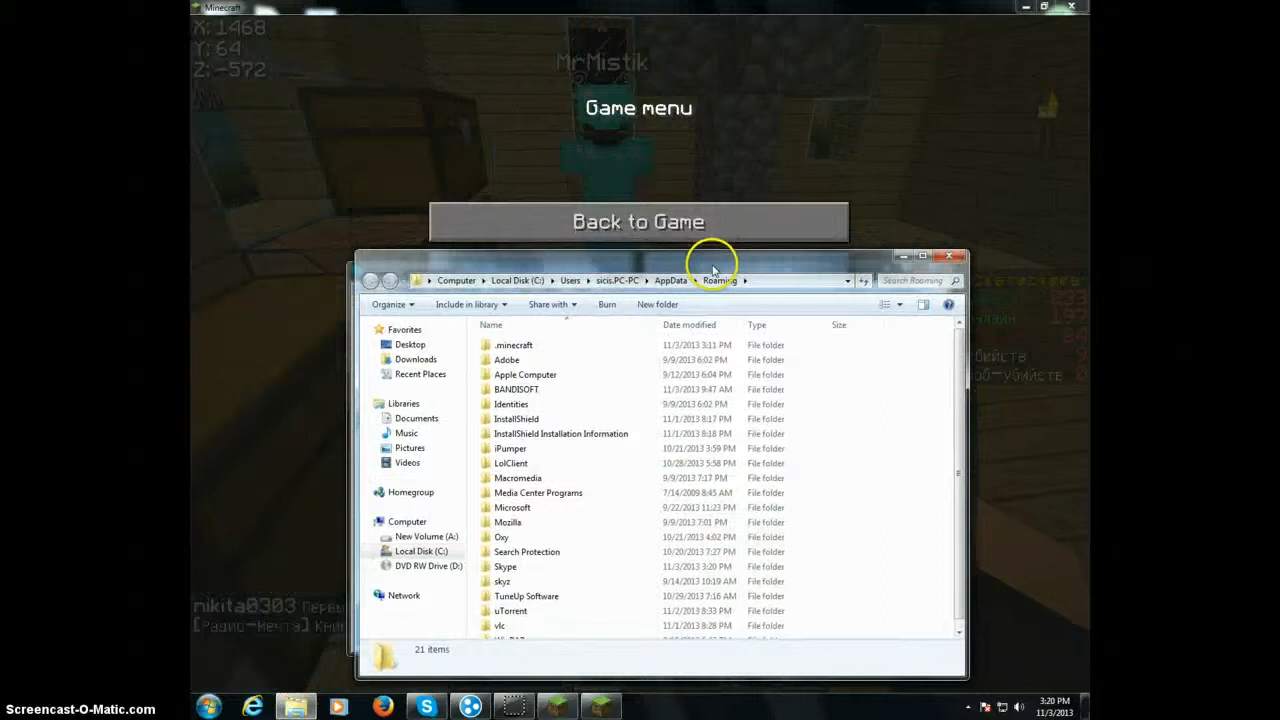 Minecraft
X: 1468
Y: 64
Z: -572
MrMistik
Game menu
Back to Game
Computer Local Disk (C:) Users sicis.PC-PC AppData Roaming
Search Roaming
Organize Include in library Share with Burn New folder
Name Date modified Type Size
Favorites
Desktop
Downloads
Recent Places
Libraries
Documents
Music
Pictures
Videos
Homegroup
Computer
New Volume (A:)
Local Disk (C:)
DVD RW Drive (D:)
Network
.minecraft 11/3/2013 3:11 PM File folder
Adobe 9/9/2013 6:02 PM File folder
Apple Computer 9/12/2013 6:04 PM File folder
BANDISOFT 11/3/2013 9:47 AM File folder
Identities 9/9/2013 6:02 PM File folder
InstallShield 11/1/2013 8:17 PM File folder
InstallShield Installation Information 11/1/2013 8:18 PM File folder
iPumper 10/21/2013 3:59 PM File folder
LolClient 10/28/2013 5:58 PM File folder
Macromedia 9/9/2013 7:17 PM File folder
Media Center Programs 7/14/2009 8:45 AM File folder
Microsoft 9/22/2013 11:23 PM File folder
Mozilla 9/9/2013 7:01 PM File folder
Oxy 10/21/2013 4:02 PM File folder
Search Protection 10/20/2013 7:27 PM File folder
Skype 11/3/2013 3:20 PM File folder
skyz 9/14/2013 10:19 AM File folder
TuneUp Software 10/29/2013 7:16 AM File folder
uTorrent 11/2/2013 8:33 PM File folder
vlc 11/1/2013 8:28 PM File folder
21 items
nikita0303 Первы
[Радио-Мечта] Кни
3:20 PM
11/3/2013
Screencast-O-Matic.com